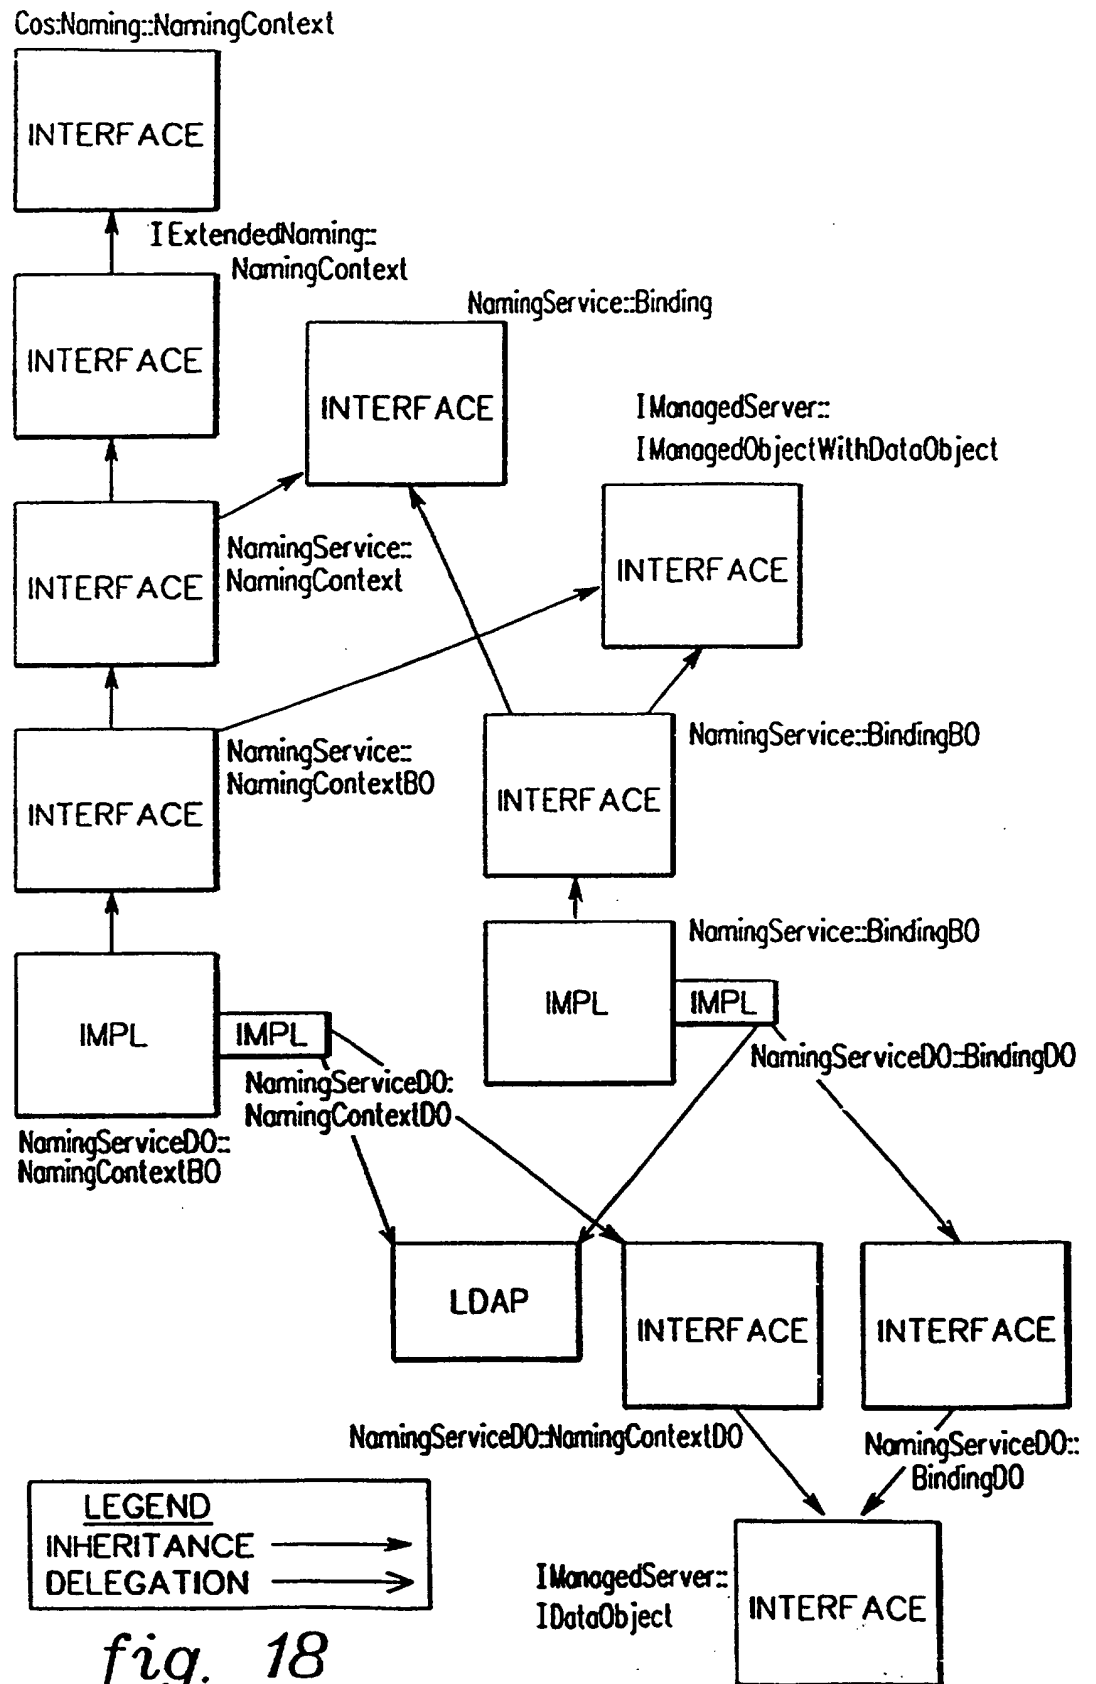 Cos:Naming::NamingContext
INTERFACE
IExtendedNaming::
NamingContext
INTERFACE
NamingService::Binding
INTERFACE
IManagedServer::
IManagedObjectWithDataObject
INTERFACE
NamingService::
NamingContext
INTERFACE
NamingService::
NamingContextBO
INTERFACE
NamingService::BindingBO
INTERFACE
NamingService::BindingBO
IMPL
IMPL
NamingServiceDO::BindingDO
IMPL
IMPL
NamingServiceDO:
NamingContextDO
NamingServiceDO::
NamingContextBO
LDAP
INTERFACE
INTERFACE
NamingServiceDO::NamingContextDO
NamingServiceDO::
BindingDO
LEGEND
INHERITANCE
DELEGATION
IManagedServer::
IDataObject
INTERFACE
fig. 18